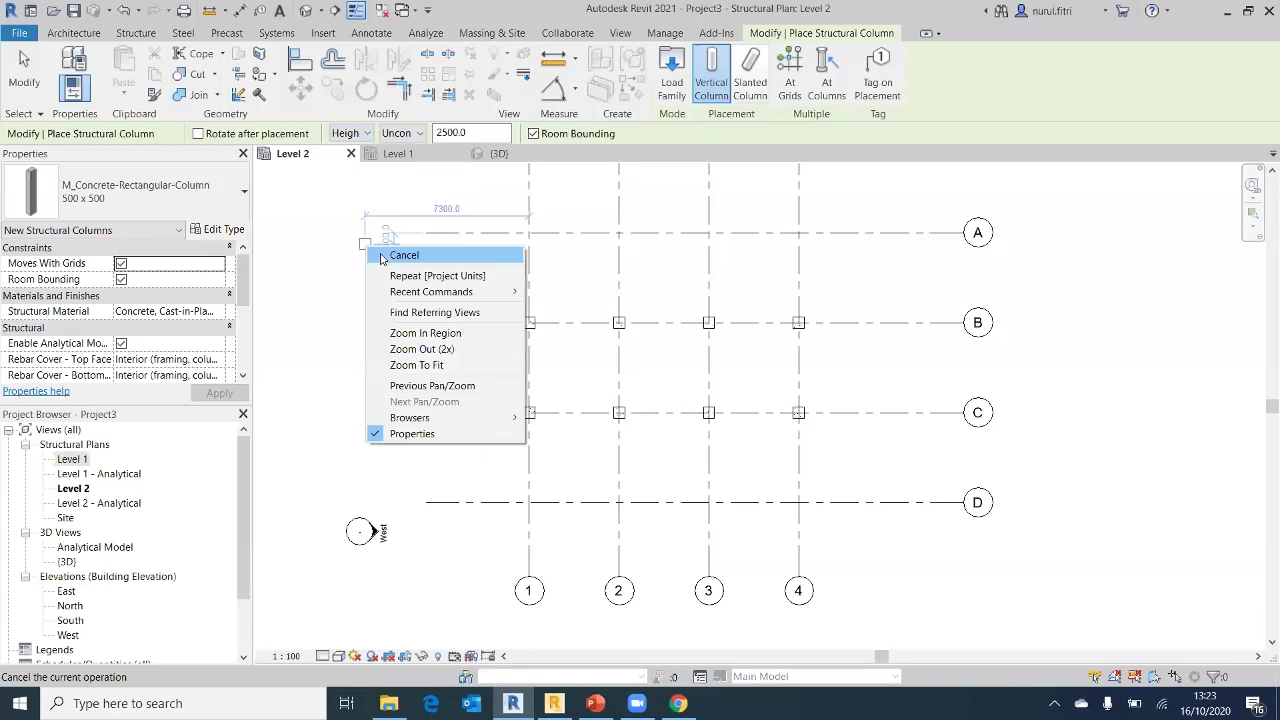 Autodesk Revit 2021 - Project3 - Structural Plan: Level 2
nurul.fitri
File Architecture Structure Steel Precast Systems Insert Annotate Analyze Massing & Site Collaborate View Manage Add-Ins Modify | Place Structural Column
Modify
Paste
Cope
Cut
Join
Load Family
Vertical Column
Slanted Column
At Grids
At Columns
Tag on Placement
Select Properties Clipboard Geometry Modify View Measure Create Mode Placement Multiple Tag
Modify | Place Structural Column Rotate after placement Heigh Uncon 2500.0 Room Bounding
Properties
Level 2
Level 1
{3D}
M_Concrete-Rectangular-Column
500 x 500
New Structural Columns Edit Type
Constraints
Moves With Grids
Room Bounding
Materials and Finishes
Structural Material Concrete, Cast-in-Pla...
Structural
Enable Analytical Mo...
Rebar Cover - Top Face Interior (framing, colu...
Rebar Cover - Bottom... Interior (framing, colu...
Properties help Apply
Project Browser - Project3
Views (all)
Structural Plans
Level 1
Level 1 - Analytical
Level 2
Level 2 - Analytical
Site
3D Views
Analytical Model
{3D}
Elevations (Building Elevation)
East
North
South
West
Legends
7300.0
Cancel
Repeat [Project Units]
Recent Commands
Find Referring Views
Zoom In Region
Zoom Out (2x)
Zoom To Fit
Previous Pan/Zoom
Next Pan/Zoom
Browsers
Properties
A
B
C
D
West
1 2 3 4
1 : 100
Cancel the current operation
:0
Main Model
:0
Type here to search
13:23
16/10/2020
16